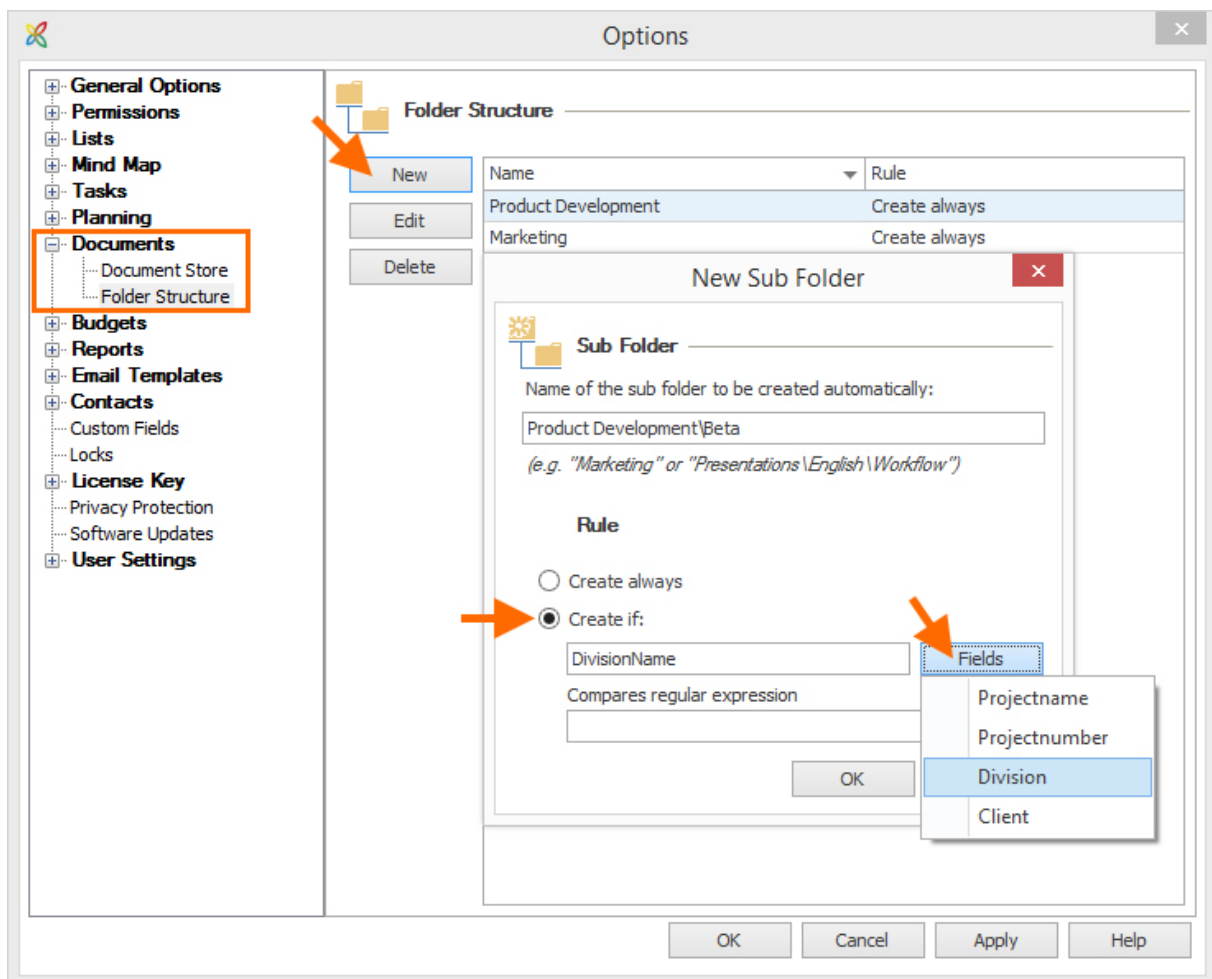 Options
General Options
Permissions
Lists
Mind Map
Tasks
Planning
Documents
Document Store
Folder Structure
Budgets
Reports
Email Templates
Contacts
Custom Fields
Locks
License Key
Privacy Protection
Software Updates
User Settings
Folder Structure
New
Edit
Delete
Name Rule
Product Development Create always
Marketing Create always
New Sub Folder
Sub Folder
Name of the sub folder to be created automatically:
Product Development\Beta
(e.g. "Marketing" or "Presentations\English\Workflow")
Rule
Create always
Create if:
DivisionName Fields
Compares regular expression
Projectname
Projectnumber
Division
Client
OK
OK Cancel Apply Help